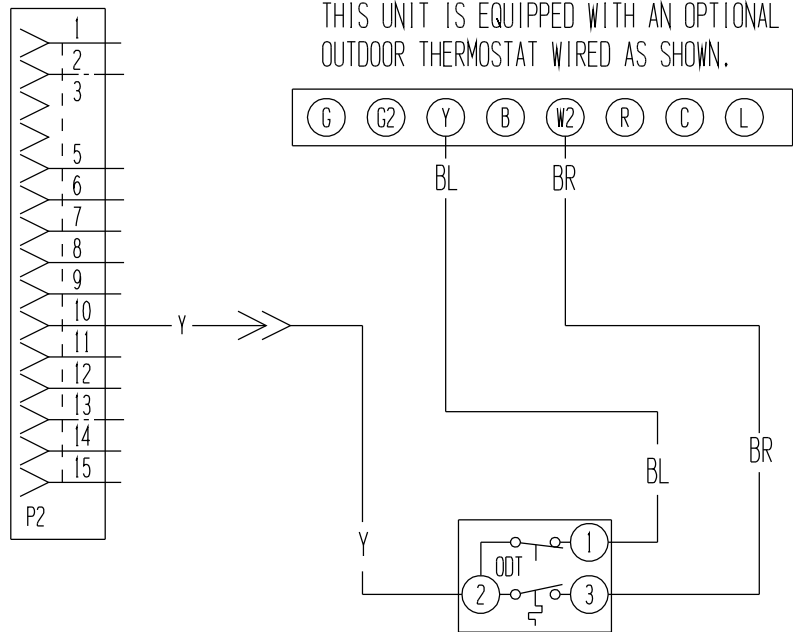 THIS UNIT IS EQUIPPED WITH AN OPTIONAL
OUTDOOR THERMOSTAT WIRED AS SHOWN.
G G2 Y B W2 R C L
BL BR
1
2
3
5
6
7
8
9
10
11
12
13
14
15
P2
Y
BR
BL
Y
1
ODT
2 3